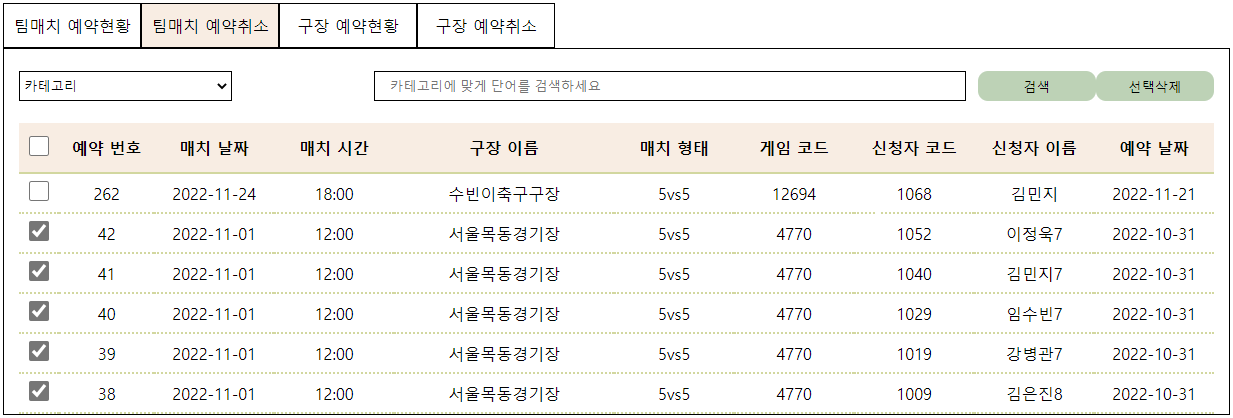 팀매치 예약현황 팀매치 예약취소 구장 예약현황 구장 예약취소
카테고리 카테고리에 맞게 단어를 검색하세요 검색 선택삭제
예약 번호 매치 날짜 매치 시간 구장 이름 매치 형태 게임 코드 신청자 코드 신청자 이름 예약 날짜
262 2022-11-24 18:00 수빈이축구구장 5vs5 12694 1068 김민지 2022-11-21
42 2022-11-01 12:00 서울목동경기장 5vs5 4770 1052 이정욱7 2022-10-31
41 2022-11-01 12:00 서울목동경기장 5vs5 4770 1040 김민지7 2022-10-31
40 2022-11-01 12:00 서울목동경기장 5vs5 4770 1029 임수빈7 2022-10-31
39 2022-11-01 12:00 서울목동경기장 5vs5 4770 1019 강병관7 2022-10-31
38 2022-11-01 12:00 서울목동경기장 5vs5 4770 1009 김은진8 2022-10-31